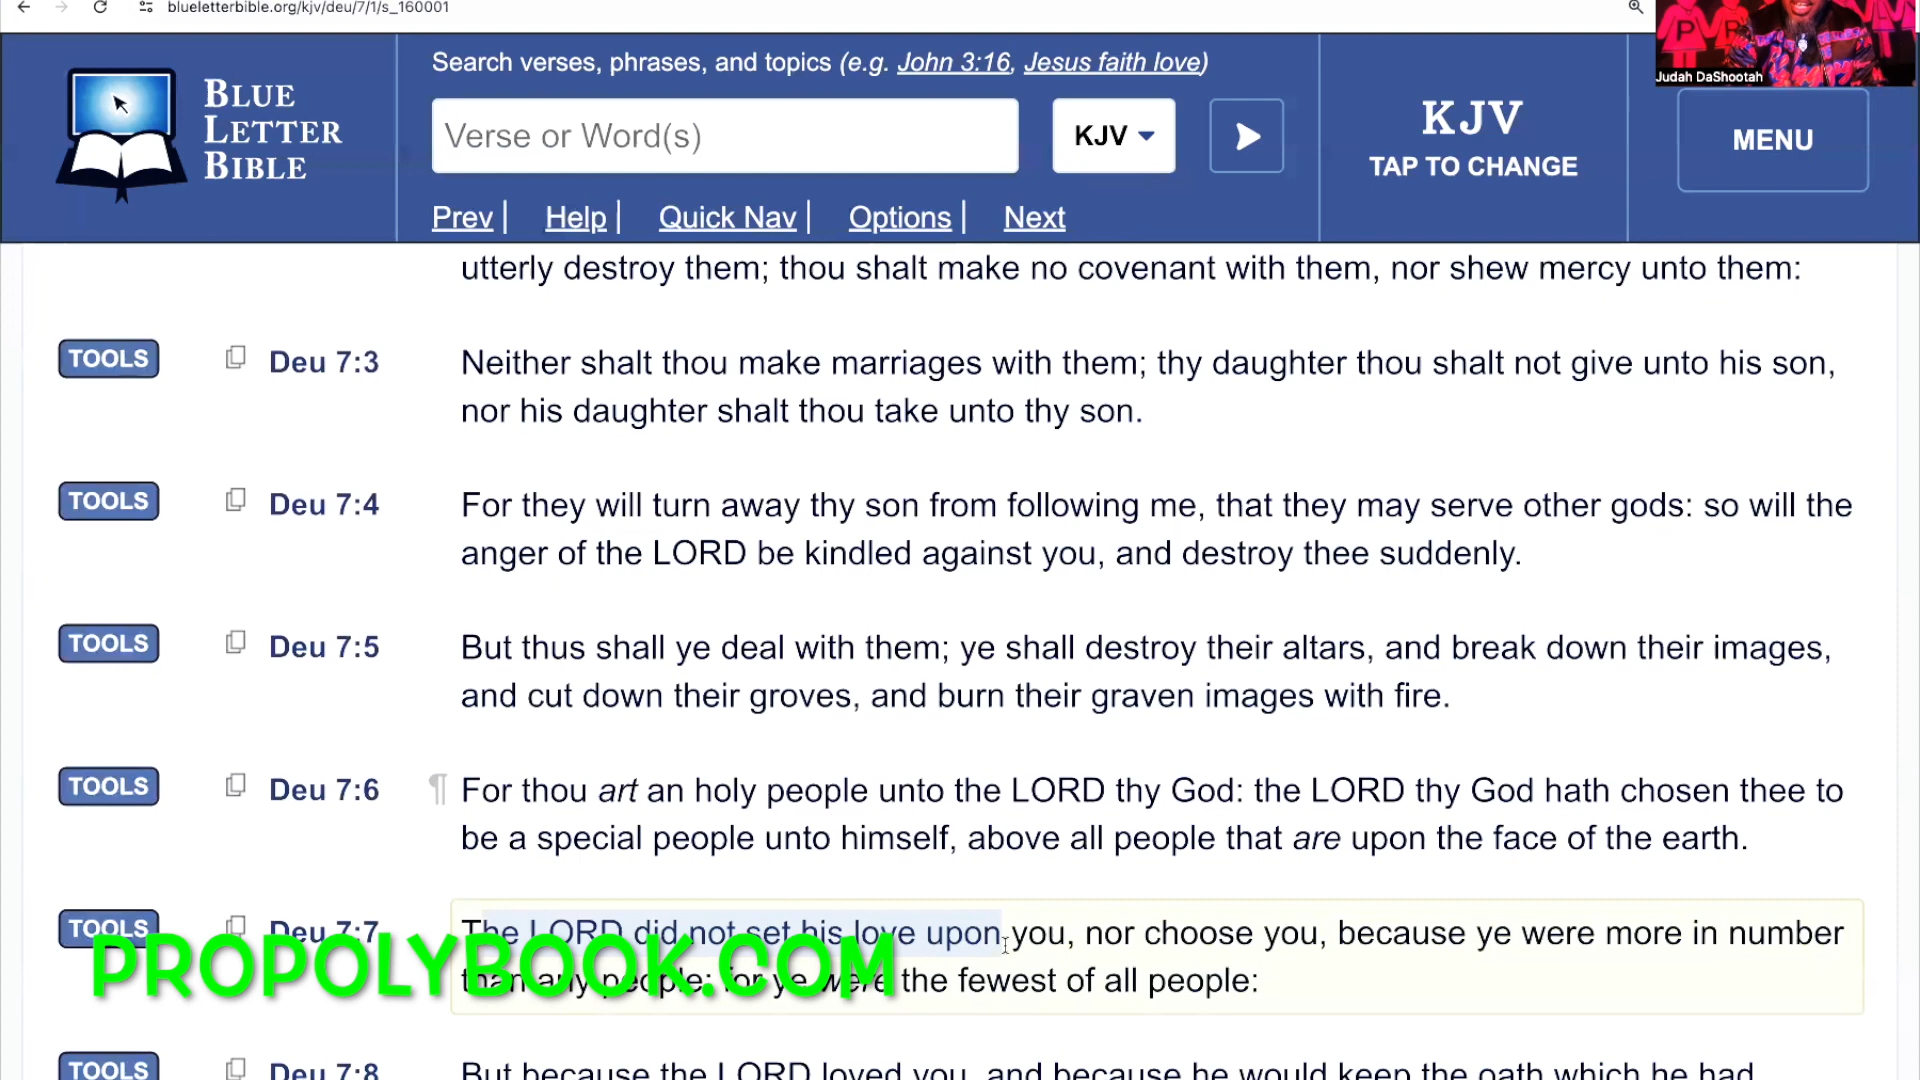 blueletterbible.org/kjv/deu/7/1/s_160001
P R
Judah DaShootah
BLUE
LETTER
BIBLE
Search verses, phrases, and topics (e.g. John 3:16, Jesus faith love)
Verse or Word(s)
KJV
KJV
TAP TO CHANGE
MENU
Prev | Help | Quick Nav | Options | Next
utterly destroy them; thou shalt make no covenant with them, nor shew mercy unto them:
TOOLS Deu 7:3 Neither shalt thou make marriages with them; thy daughter thou shalt not give unto his son,
nor his daughter shalt thou take unto thy son.
TOOLS Deu 7:4 For they will turn away thy son from following me, that they may serve other gods: so will the
anger of the LORD be kindled against you, and destroy thee suddenly.
TOOLS Deu 7:5 But thus shall ye deal with them; ye shall destroy their altars, and break down their images,
and cut down their groves, and burn their graven images with fire.
TOOLS Deu 7:6 ¶ For thou art an holy people unto the LORD thy God: the LORD thy God hath chosen thee to
be a special people unto himself, above all people that are upon the face of the earth.
TOOLS Deu 7:7 The LORD did not set his love upon you, nor choose you, because ye were more in number
than any people; for ye were the fewest of all people:
PROPOLYBOOK.COM
TOOLS Deu 7:8 But because the LORD loved you, and because he would keep the oath which he had